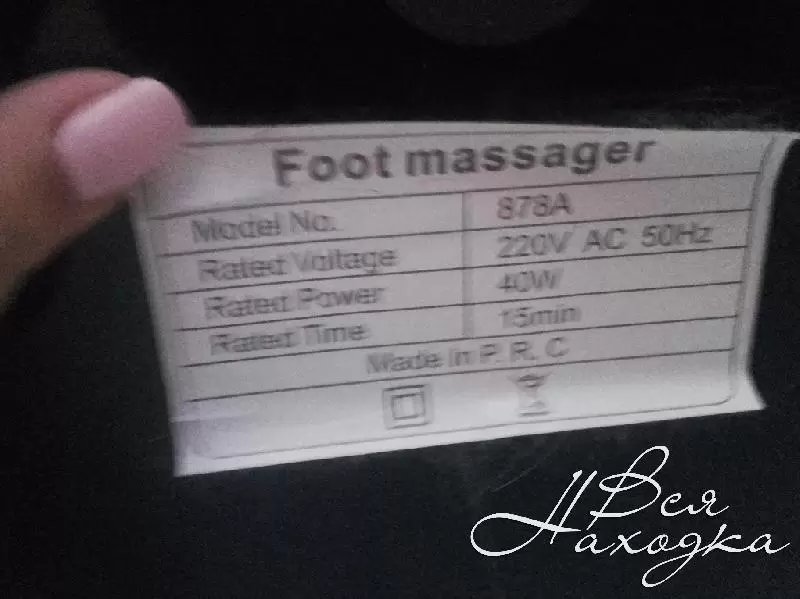 Foot massager
Model No. 878A
Rated Voltage 220V AC 50Hz
Rated Power 40W
Rated Time 15min
Made in P. R. C
Вся
Находка